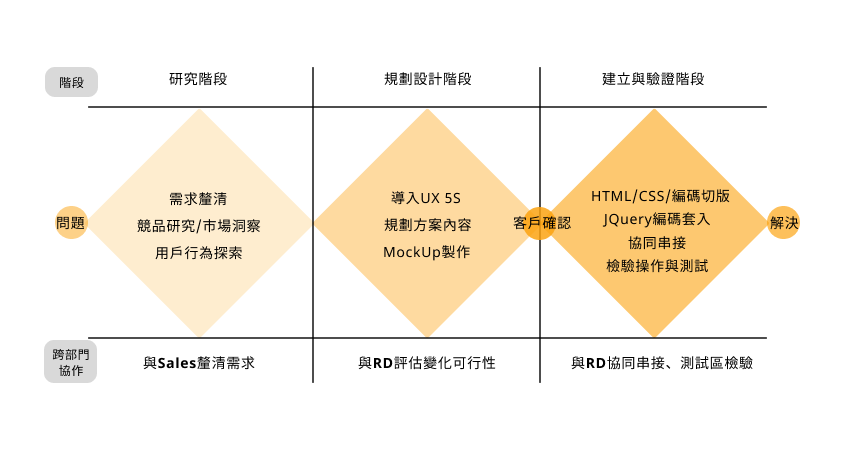 階段
研究階段
規劃設計階段
建立與驗證階段
問題
需求釐清
競品研究/市場洞察
用戶行為探索
導入UX 5S
規劃方案內容
MockUp製作
客戶確認
HTML/CSS/編碼切版
JQuery編碼套入
協同串接
檢驗操作與測試
解決
跨部門
協作
與Sales釐清需求
與RD評估變化可行性
與RD協同串接、測試區檢驗